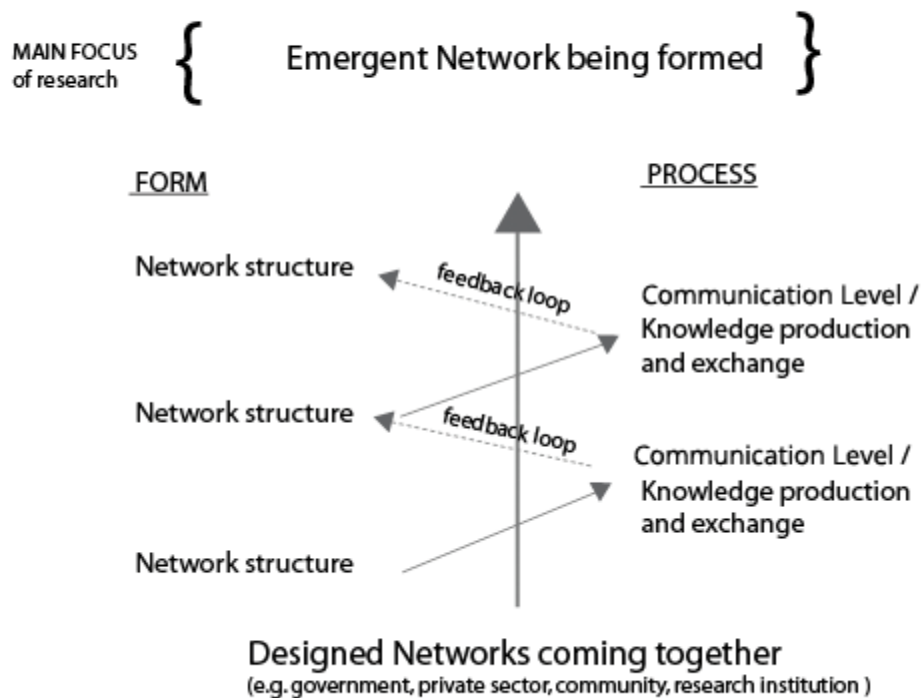 MAIN FOCUS
of research
{ Emergent Network being formed }
FORM
PROCESS
Network structure
feedback loop
Communication Level /
Knowledge production
and exchange
Network structure
feedback loop
Communication Level /
Knowledge production
and exchange
Network structure
Designed Networks coming together
(e.g. government, private sector, community, research institution )